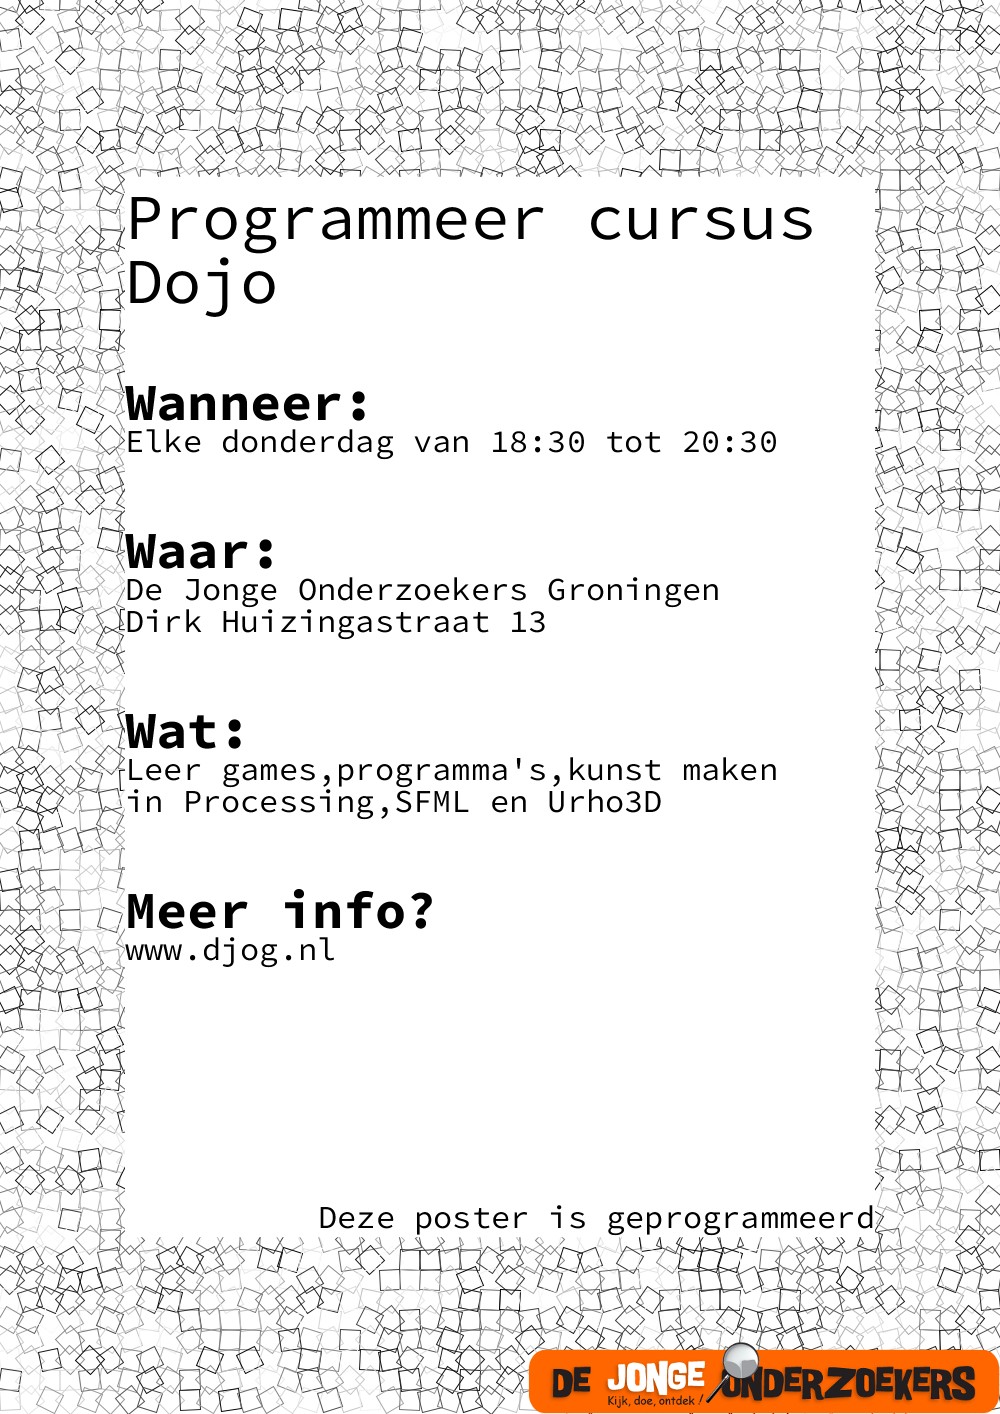 Programmeer cursus
Dojo
Wanneer:
Elke donderdag van 18:30 tot 20:30
Waar:
De Jonge Onderzoekers Groningen
Dirk Huizingastraat 13
Wat:
Leer games,programma's,kunst maken
in Processing,SFML en Urho3D
Meer info?
www.djog.nl
Deze poster is geprogrammeerd
DE JONGE ONDERZOEKERS
Kijk, doe, ontdek!